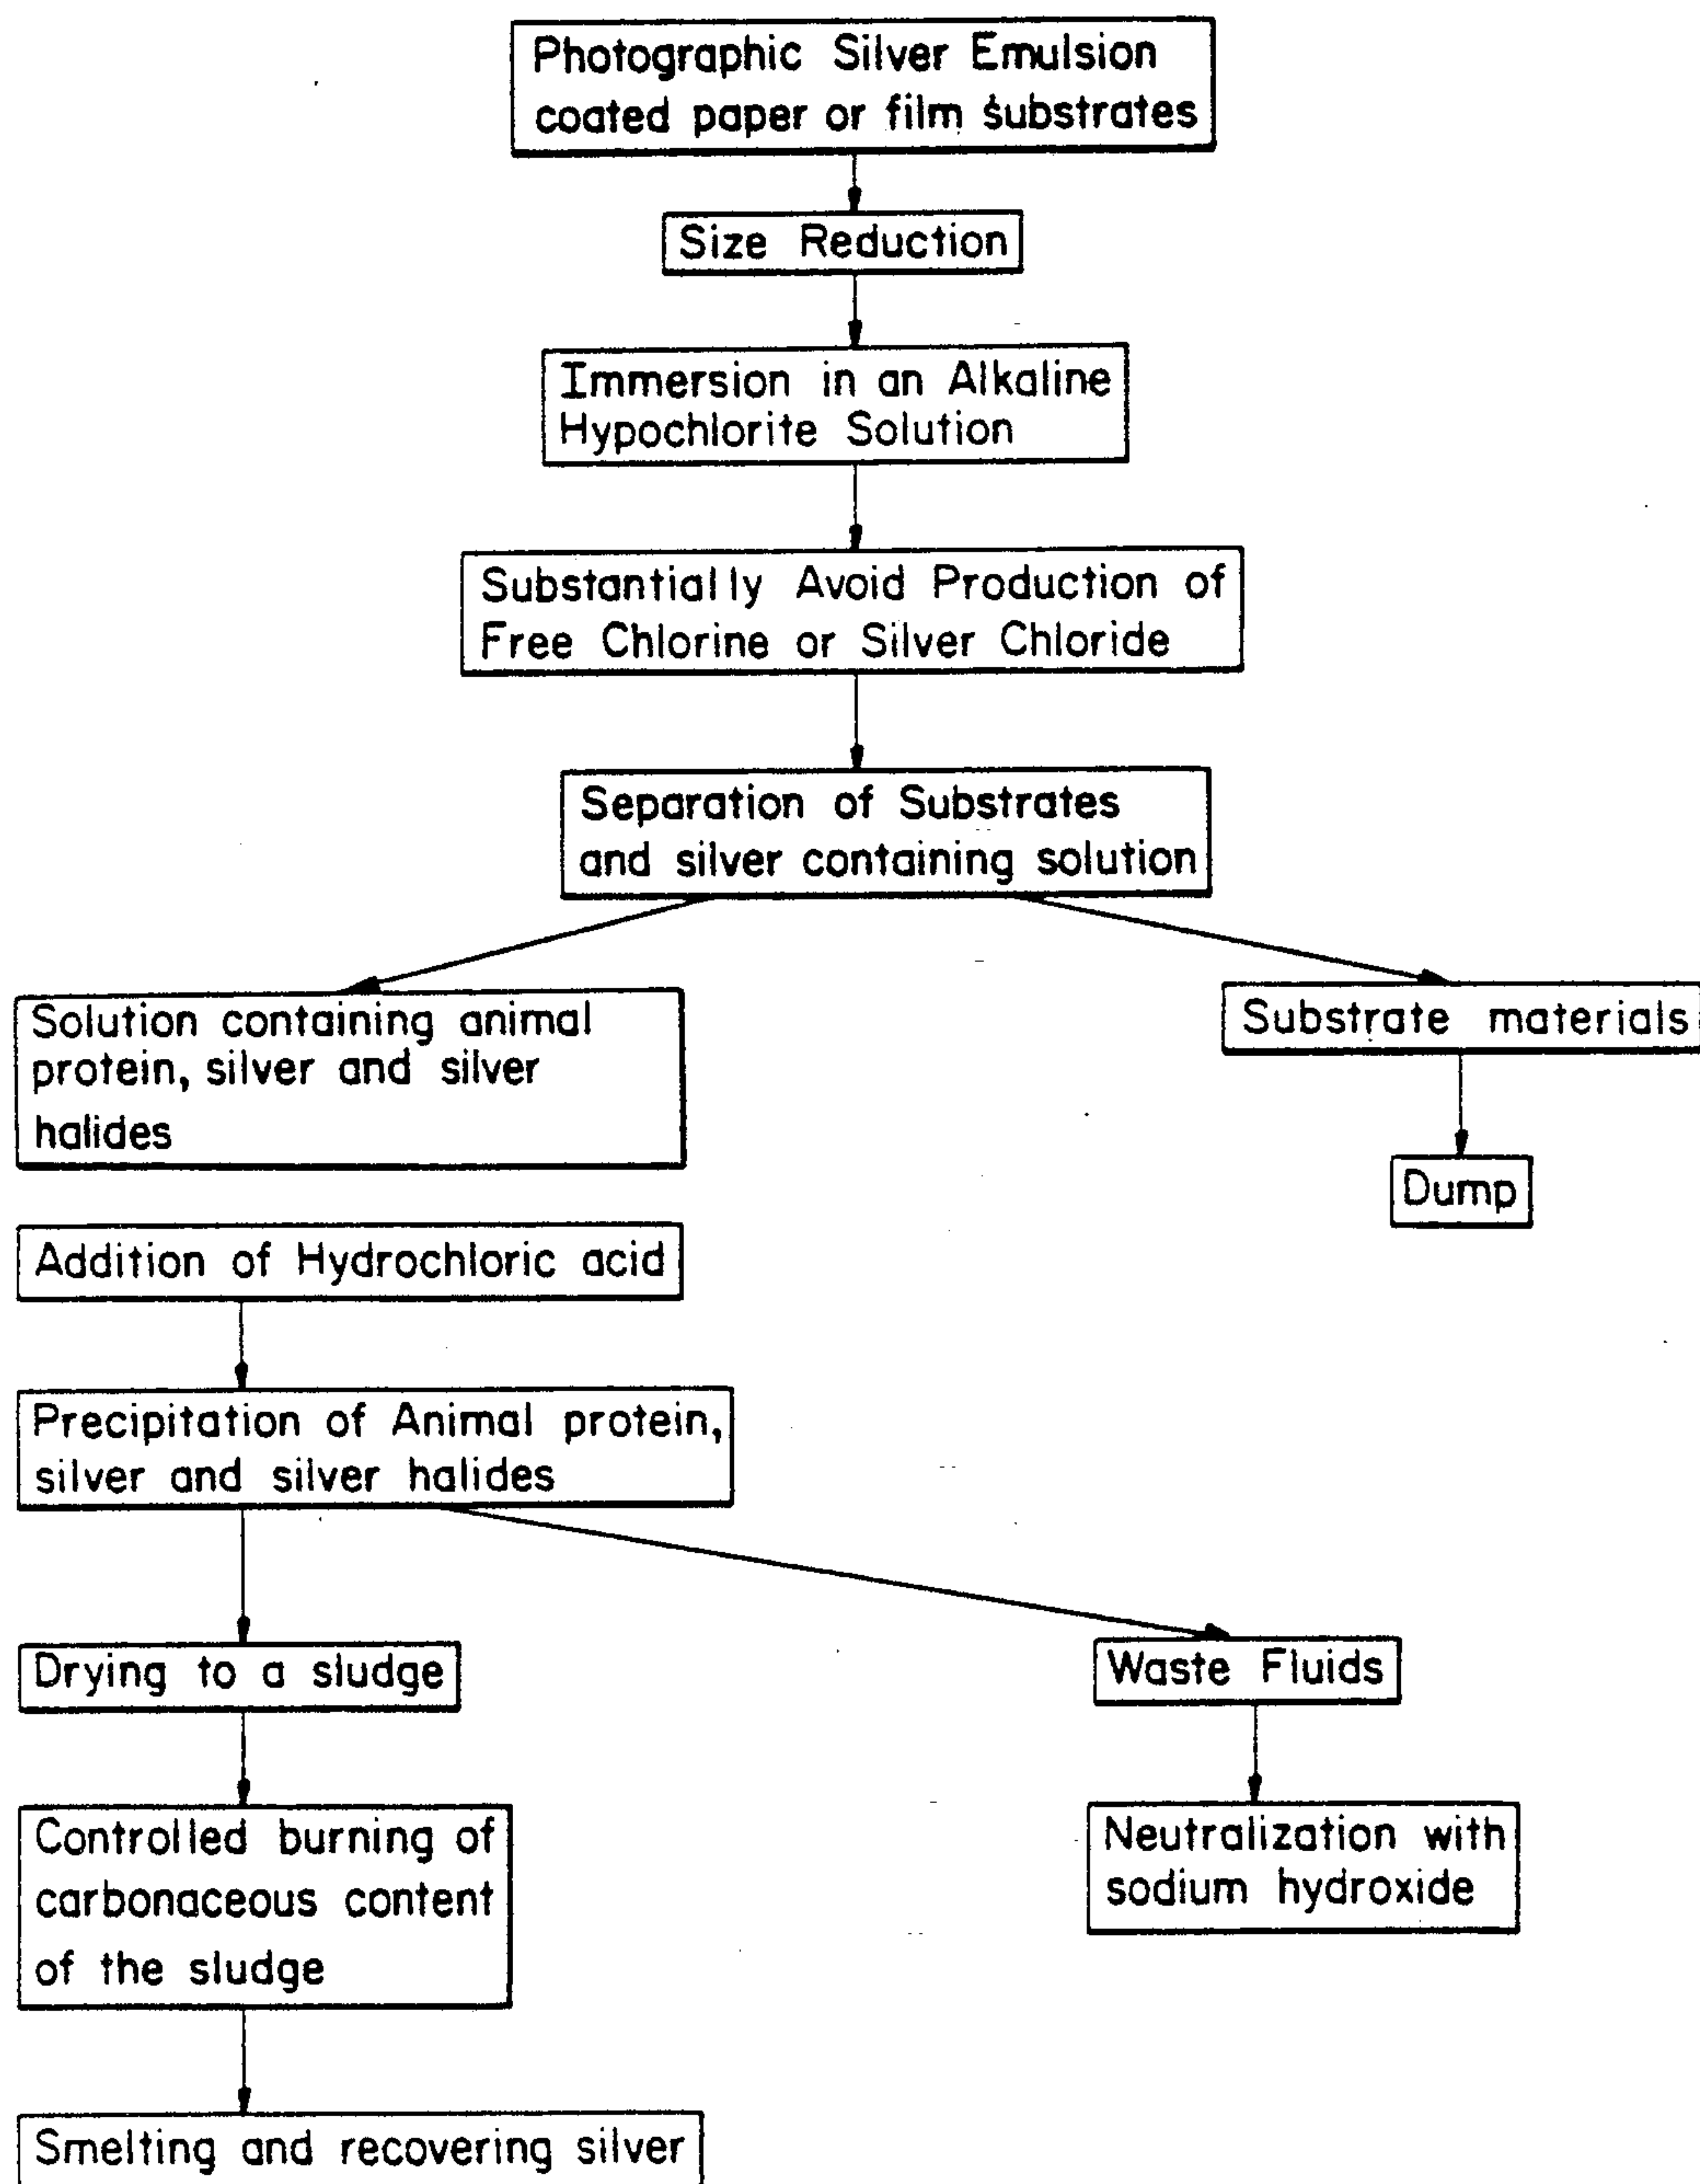 Photographic Silver Emulsion
coated paper or film substrates
Size Reduction
Immersion in an Alkaline
Hypochlorite Solution
Substantially Avoid Production of
Free Chlorine or Silver Chloride
Separation of Substrates
and silver containing solution
Solution containing animal
protein, silver and silver
halides
Substrate materials
Dump
Addition of Hydrochloric acid
Precipitation of Animal protein,
silver and silver halides
Drying to a sludge
Waste Fluids
Controlled burning of
carbonaceous content
of the sludge
Neutralization with
sodium hydroxide
Smelting and recovering silver